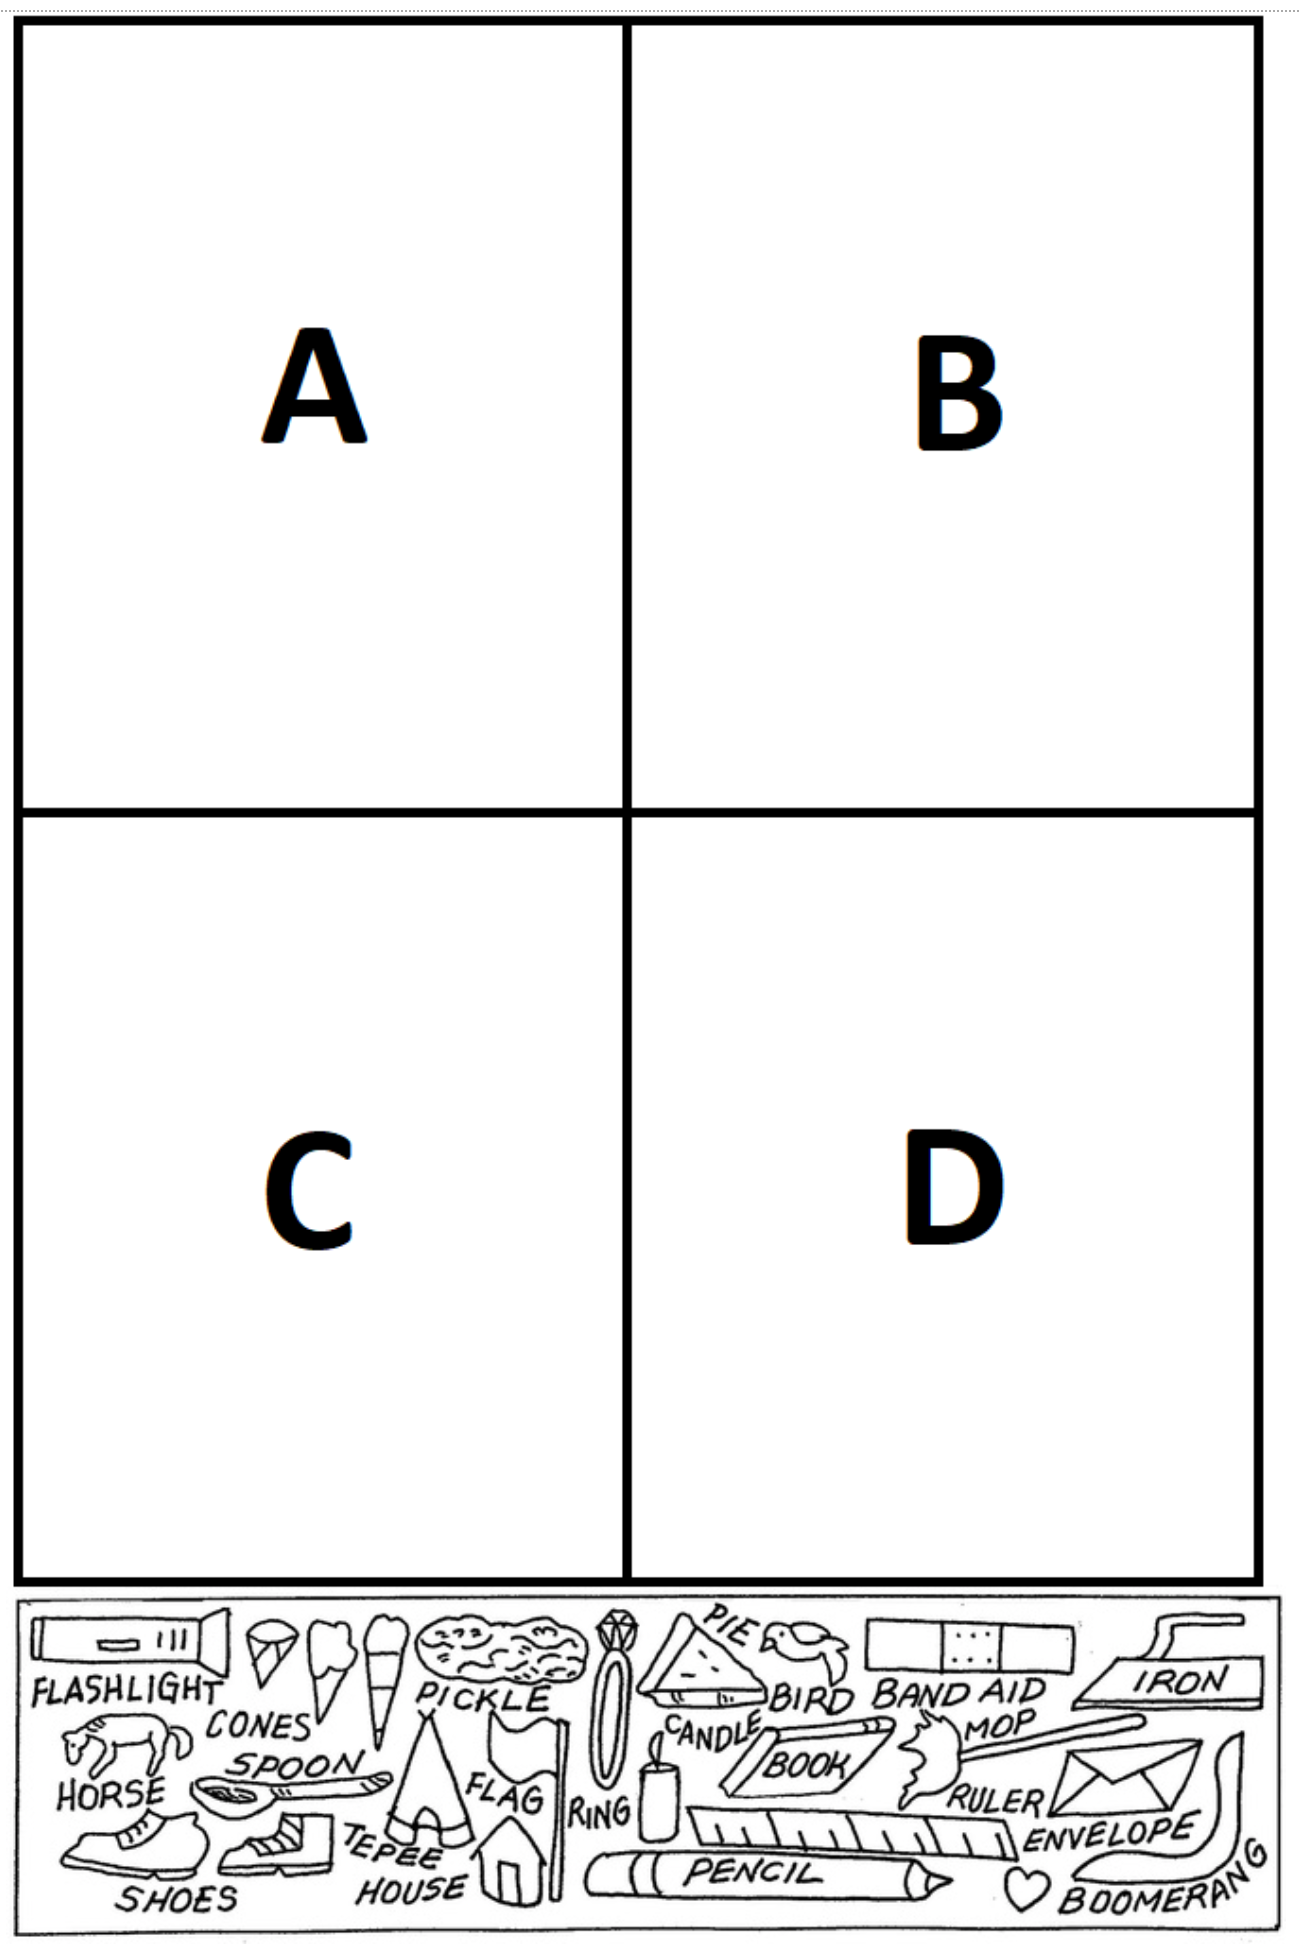 A
B
C
D
PIE
FLASHLIGHT
CONES
PICKLE
BIRD
BAND AID
IRON
HORSE
SPOON
FLAG
RING
CANDLE
BOOK
MOP
RULER
ENVELOPE
SHOES
TEPEE
HOUSE
PENCIL
BOOMERANG